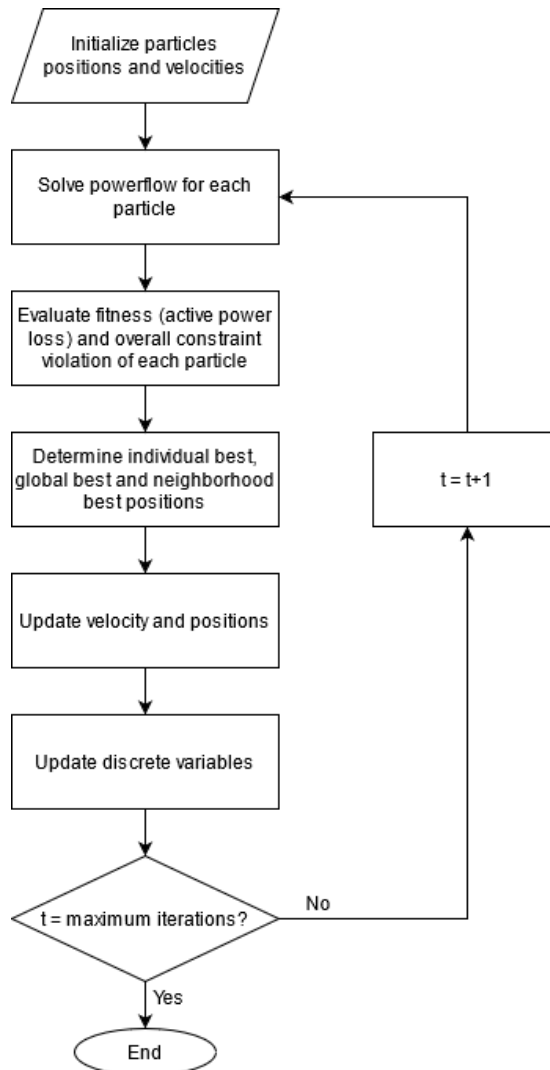 Initialize particles
positions and velocities
Solve powerflow for each
particle
Evaluate fitness (active power
loss) and overall constraint
violation of each particle
Determine individual best,
global best and neighborhood
best positions
t = t+1
Update velocity and positions
Update discrete variables
t = maximum iterations?
No
Yes
End